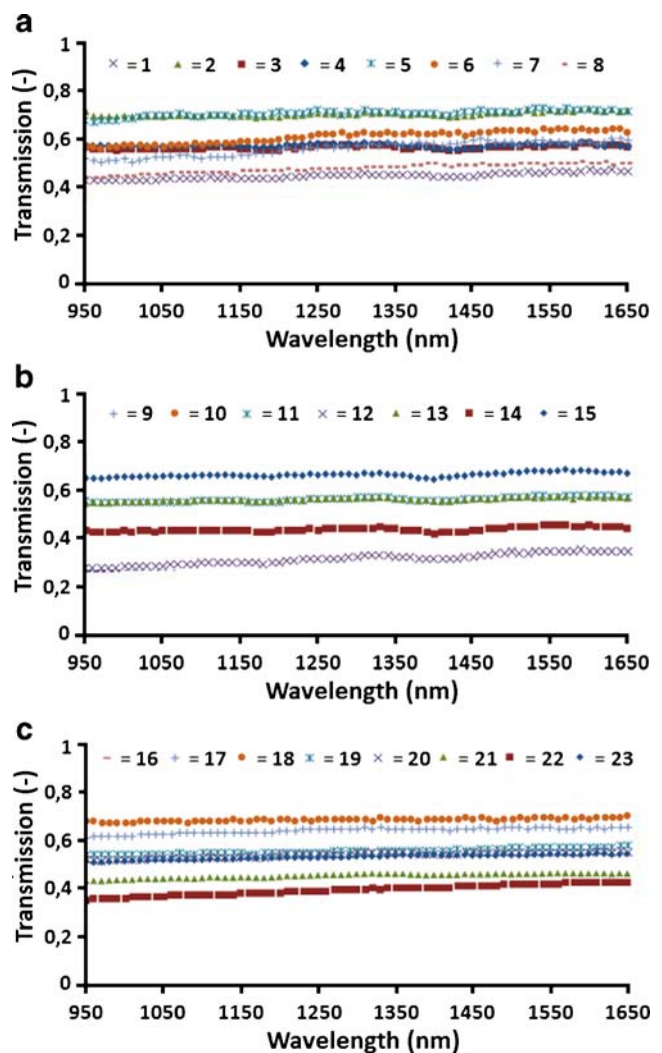 a
1
× = 1 ▲ = 2 ■ = 3 ◆ = 4 ж = 5 ● = 6 + = 7 - = 8
0,8
0,6
0,4
0,2
0
Transmission (-)
950 1050 1150 1250 1350 1450 1550 1650
Wavelength (nm)
b
1
+ = 9 ● = 10 ж = 11 × = 12 ▲ = 13 ■ = 14 ◆ = 15
0,8
0,6
0,4
0,2
0
Transmission (-)
950 1050 1150 1250 1350 1450 1550 1650
Wavelength (nm)
c
1
- = 16 + = 17 ● = 18 ж = 19 × = 20 ▲ = 21 ■ = 22 ◆ = 23
0,8
0,6
0,4
0,2
0
Transmission (-)
950 1050 1150 1250 1350 1450 1550 1650
Wavelength (nm)